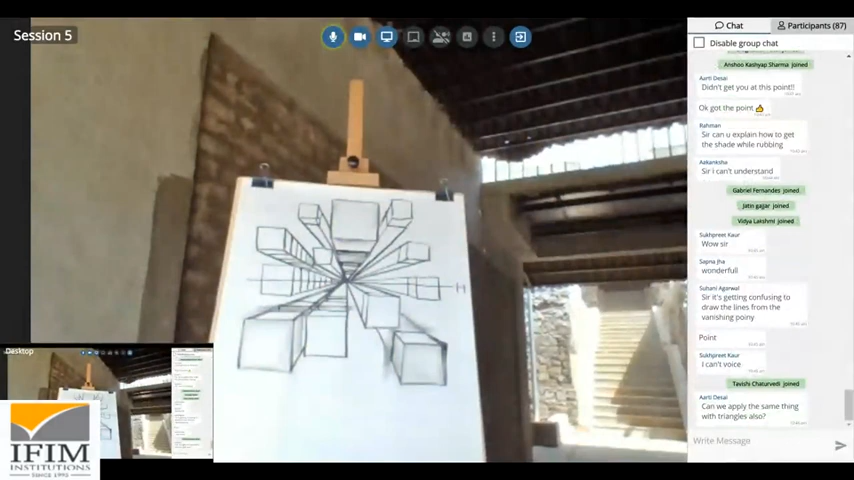 Session 5
Chat
Participants (87)
Disable group chat
Anshoo Kashyap Sharma joined
Aarti Desai
Didn't get you at this point!!
Ok got the point 👍
Rahman
Sir can u explain how to get
the shade while rubbing
Aakanksha
Sir i can't understand
Gabriel Fernandes joined
Jatin gajjar joined
Vidya Lakshmi joined
Sukhpreet Kaur
Wow sir
Sapna Jha
wonderfull
Sutani Agarwal
Sir it's getting confusing to
draw the lines from the
vanishing poiny
Point
Sukhpreet Kaur
I can't voice
Tavishi Chaturvedi joined
Aarti Desai
Can we apply the same thing
with triangles also?
Write Message
Desktop
IFIM
INSTITUTIONS
SINCE 1995
H